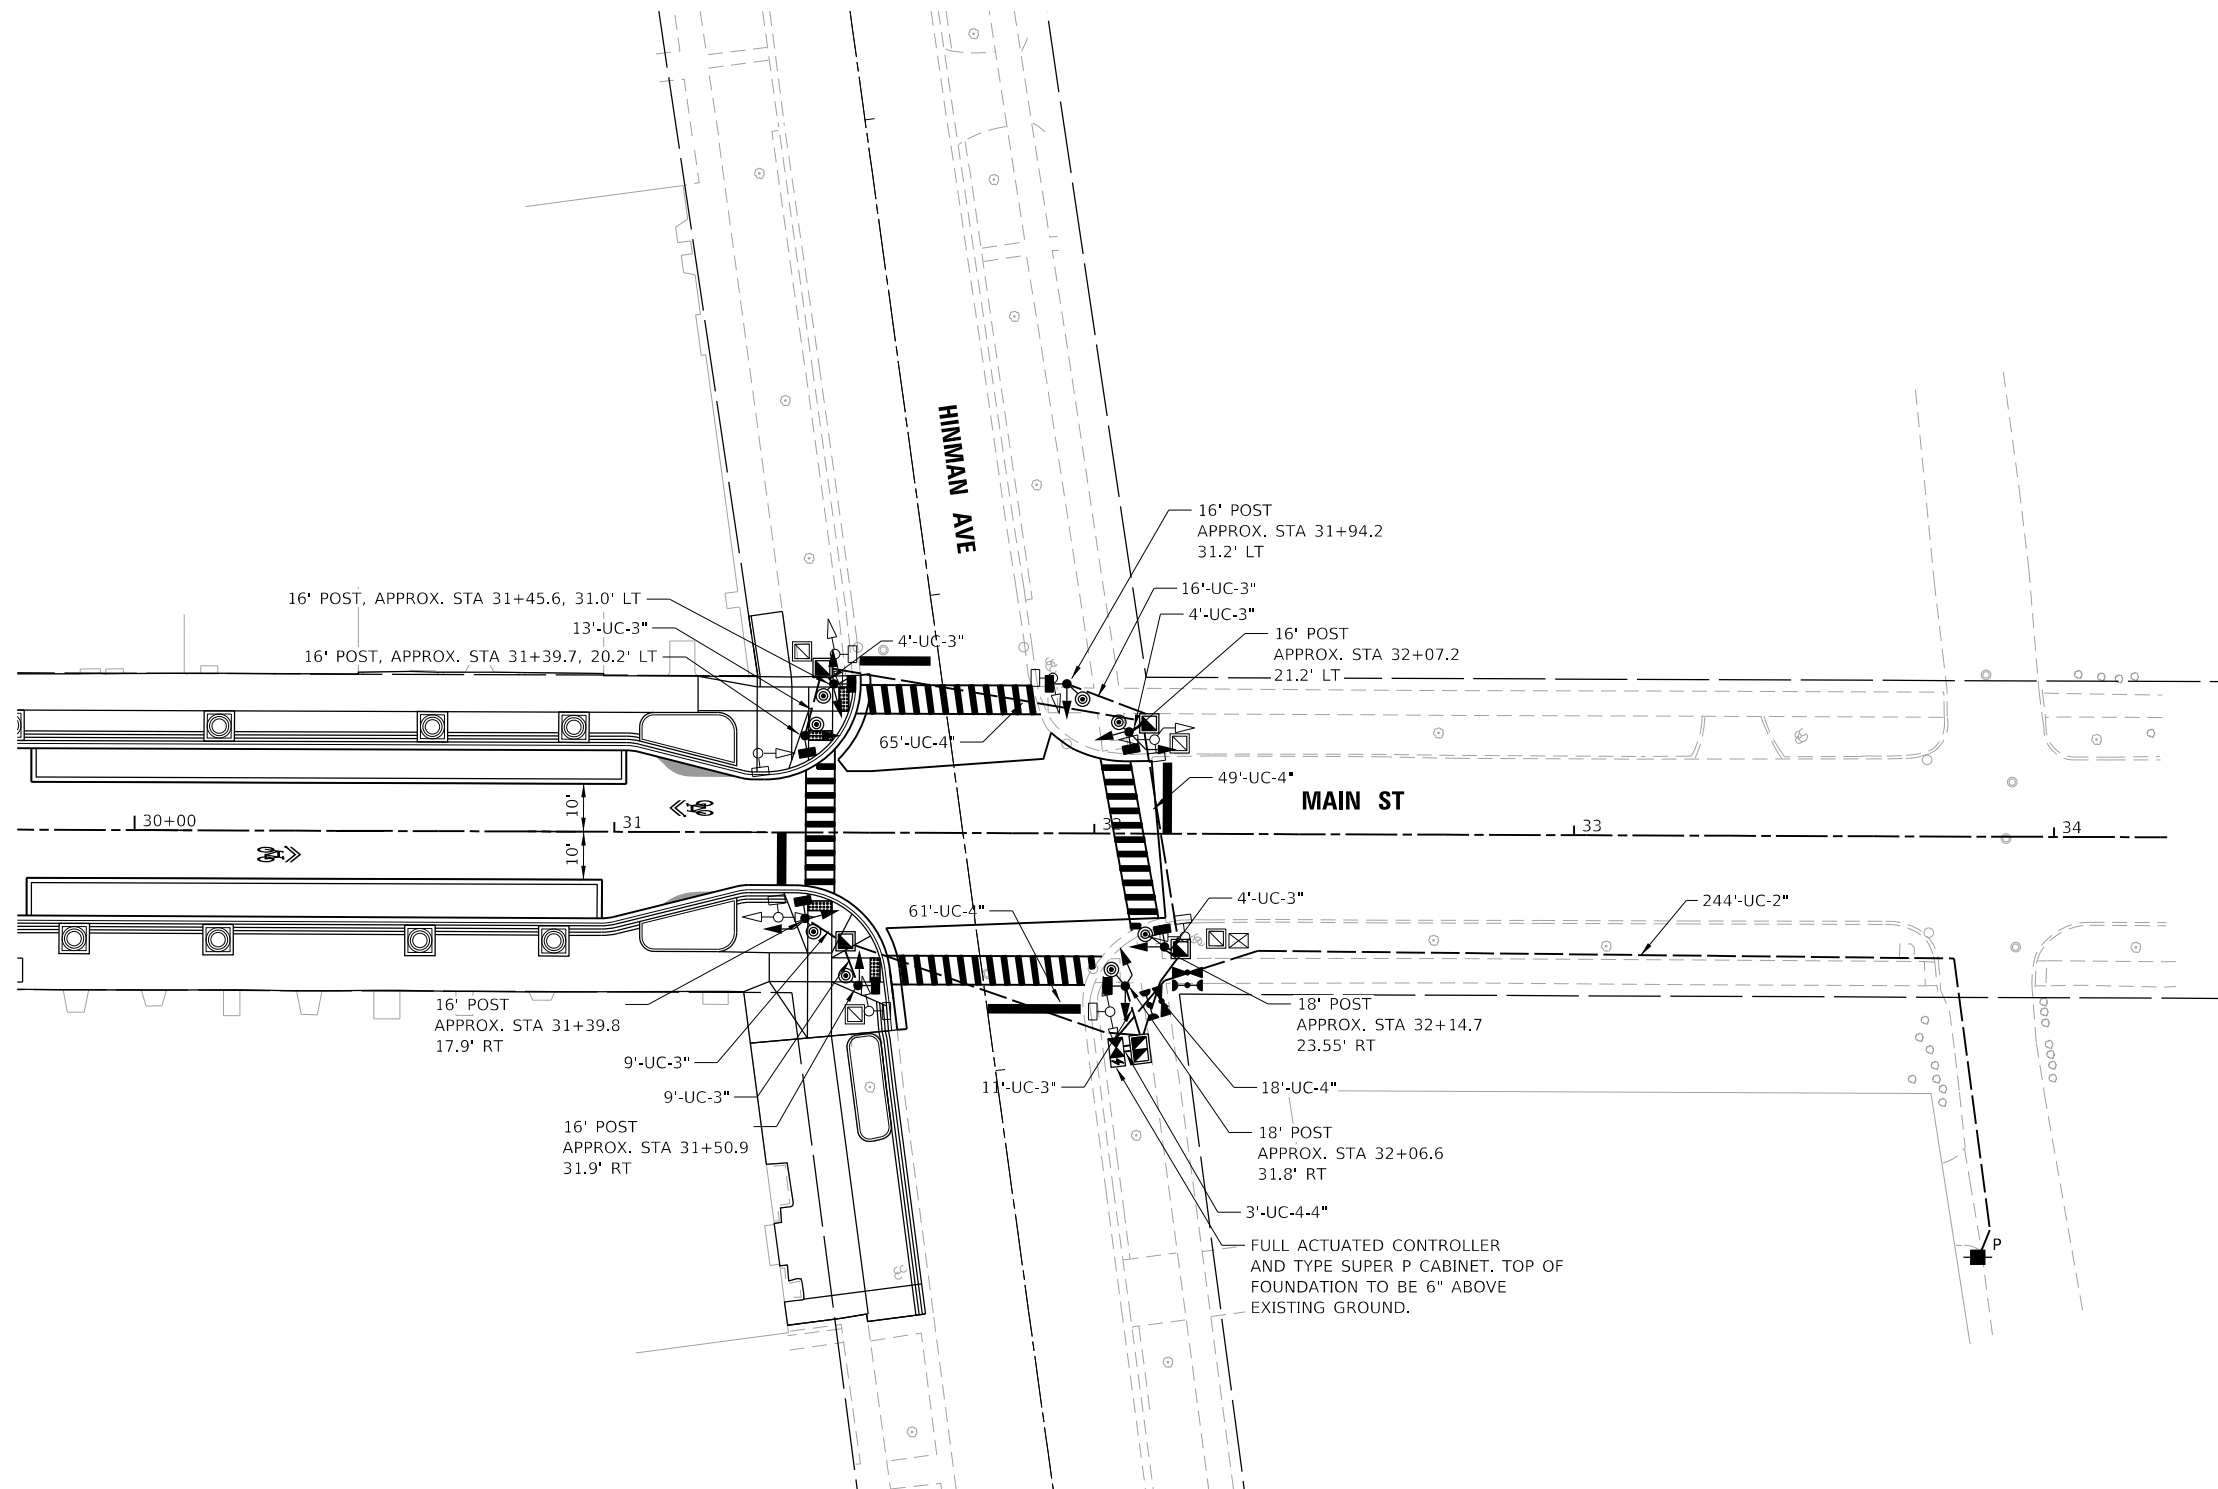 HINMAN AVE
16' POST
APPROX. STA 31+94.2
31.2' LT
16'-UC-3"
4'-UC-3"
16' POST
APPROX. STA 32+07.2
21.2' LT
16' POST, APPROX. STA 31+45.6, 31.0' LT
13'-UC-3"
16' POST, APPROX. STA 31+39.7, 20.2' LT
4'-UC-3"
65'-UC-4"
49'-UC-4"
MAIN ST
10'
10'
30+00
31
32
33
34
4'-UC-3"
61'-UC-4"
244'-UC-2"
16' POST
APPROX. STA 31+39.8
17.9' RT
9'-UC-3"
9'-UC-3"
16' POST
APPROX. STA 31+50.9
31.9' RT
18' POST
APPROX. STA 32+14.7
23.55' RT
11'-UC-3"
18'-UC-4"
18' POST
APPROX. STA 32+06.6
31.8' RT
3'-UC-4-4"
FULL ACTUATED CONTROLLER
AND TYPE SUPER P CABINET. TOP OF
FOUNDATION TO BE 6" ABOVE
EXISTING GROUND.
P